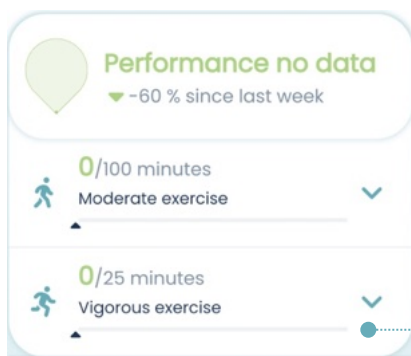 Performance no data
-60 % since last week
0/100 minutes
Moderate exercise
0/25 minutes
Vigorous exercise